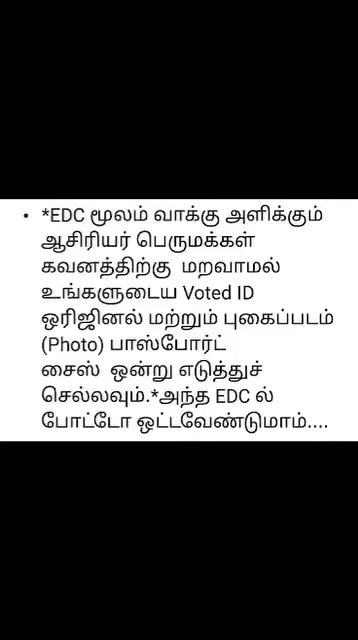 • *EDC மூலம் வாக்கு அளிக்கும்
ஆசிரியர் பெருமக்கள்
கவனத்திற்கு மறவாமல்
உங்களுடைய Voted ID
ஒரிஜினல் மற்றும் புகைப்படம்
(Photo) பாஸ்போர்ட்
சைஸ் ஒன்று எடுத்துச்
செல்லவும்.*அந்த EDC ல்
போட்டோ ஒட்டவேண்டுமாம்....